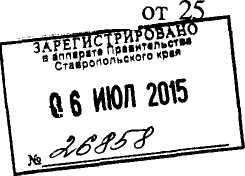 от 25
ЗАРЕГИСТРИРОВАНО
в аппарате Правительства
Ставропольского края
06 ИЮЛ 2015
№ 26858